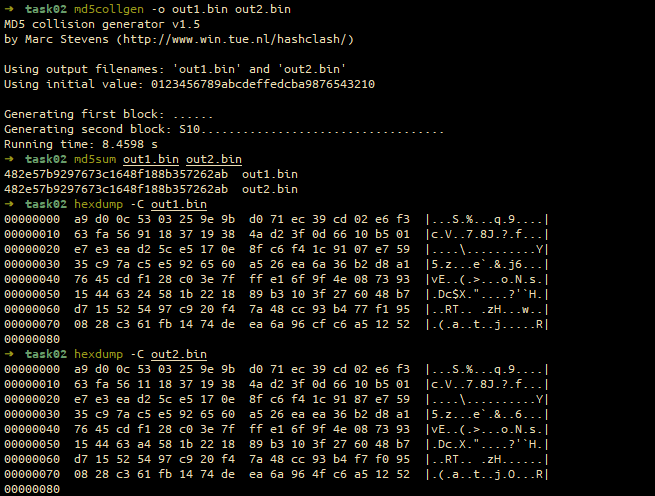 ➜ task02 md5collgen -o out1.bin out2.bin
MD5 collision generator v1.5
by Marc Stevens (http://www.win.tue.nl/hashclash/)
Using output filenames: 'out1.bin' and 'out2.bin'
Using initial value: 0123456789abcdeffedcba9876543210
Generating first block: ......
Generating second block: S10..................................
Running time: 8.4598 s
➜ task02 md5sum out1.bin out2.bin
482e57b9297673c1648f188b357262ab  out1.bin
482e57b9297673c1648f188b357262ab  out2.bin
➜ task02 hexdump -C out1.bin
00000000  a9 d0 0c 53 03 25 9e 9b  d0 71 ec 39 cd 02 e6 f3  |...S.%...q.9....|
00000010  63 fa 56 91 18 37 19 38  4a d2 3f 0d 66 10 b5 01  |c.V..7.8J.?.f...|
00000020  e7 e3 ea d2 5c e5 17 0e  8f c6 f4 1c 91 07 e7 59  |....\..........Y|
00000030  35 c9 7a c5 e5 92 65 60  a5 26 ea 6a 36 b2 d8 a1  |5.z...e`.&.j6...|
00000040  76 45 cd f1 28 c0 3e 7f  ff e1 6f 9f 4e 08 73 93  |vE..(.>...o.N.s.|
00000050  15 44 63 24 58 1b 22 18  89 b3 10 3f 27 60 48 b7  |.Dc$X."....?'`H.|
00000060  d7 15 52 54 97 c9 20 f4  7a 48 cc 93 b4 77 f1 95  |..RT.. .zH...w..|
00000070  08 28 c3 61 fb 14 74 de  ea 6a 96 cf c6 a5 12 52  |.(.a..t..j.....R|
00000080
➜ task02 hexdump -C out2.bin
00000000  a9 d0 0c 53 03 25 9e 9b  d0 71 ec 39 cd 02 e6 f3  |...S.%...q.9....|
00000010  63 fa 56 11 18 37 19 38  4a d2 3f 0d 66 10 b5 01  |c.V..7.8J.?.f...|
00000020  e7 e3 ea d2 5c e5 17 0e  8f c6 f4 1c 91 87 e7 59  |....\..........Y|
00000030  35 c9 7a c5 e5 92 65 60  a5 26 ea ea 36 b2 d8 a1  |5.z...e`.&..6...|
00000040  76 45 cd f1 28 c0 3e 7f  ff e1 6f 9f 4e 08 73 93  |vE..(.>...o.N.s.|
00000050  15 44 63 a4 58 1b 22 18  89 b3 10 3f 27 60 48 b7  |.Dc.X."....?'`H.|
00000060  d7 15 52 54 97 c9 20 f4  7a 48 cc 93 b4 f7 f0 95  |..RT.. .zH......|
00000070  08 28 c3 61 fb 14 74 de  ea 6a 96 4f c6 a5 12 52  |.(.a..t..j.O...R|
00000080